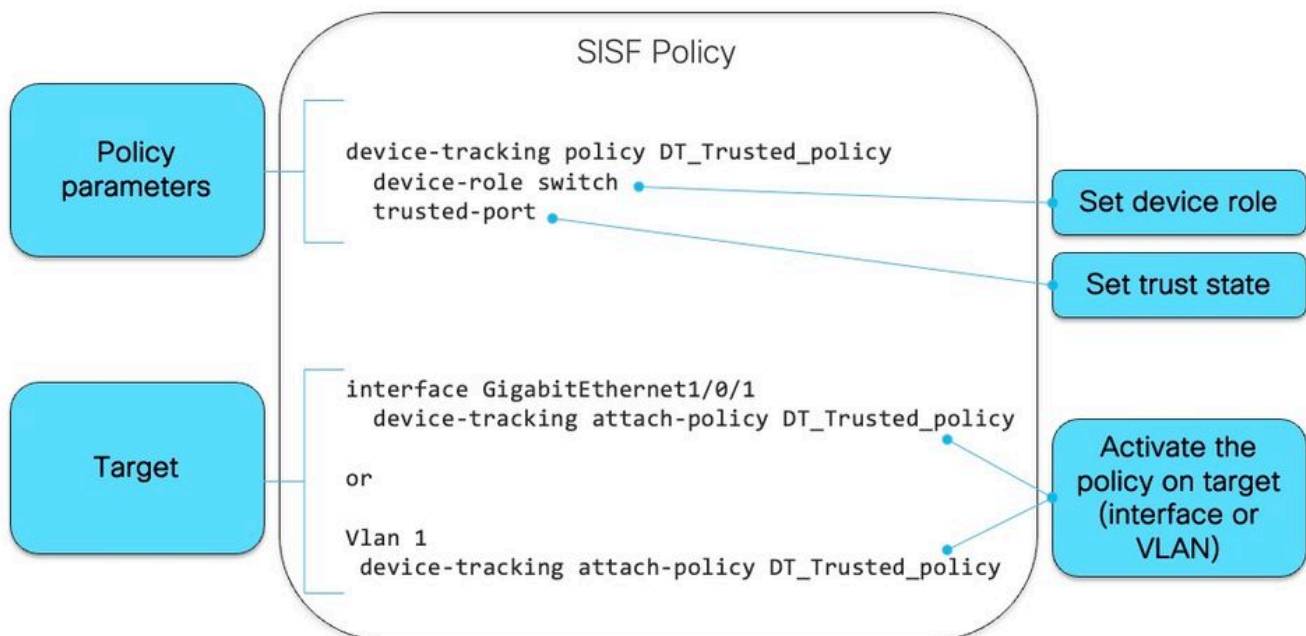 SISF Policy
Policy
parameters
device-tracking policy DT_Trusted_policy
device-role switch
trusted-port
Set device role
Set trust state
Target
interface GigabitEthernet1/0/1
device-tracking attach-policy DT_Trusted_policy
or
Vlan 1
device-tracking attach-policy DT_Trusted_policy
Activate the
policy on target
(interface or
VLAN)